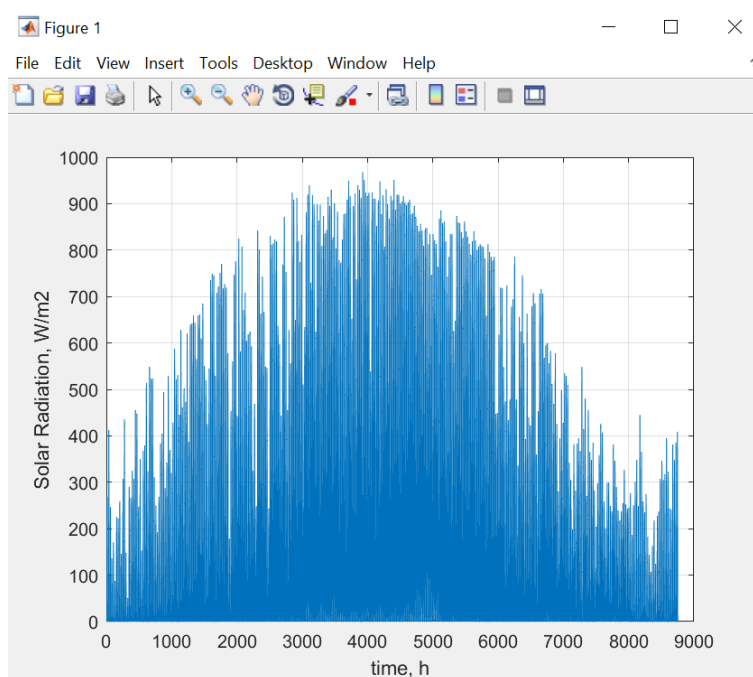 Figure 1
File Edit View Insert Tools Desktop Window Help
1000
900
800
700
600
500
400
300
200
100
0
Solar Radiation, W/m2
0 1000 2000 3000 4000 5000 6000 7000 8000 9000
time, h